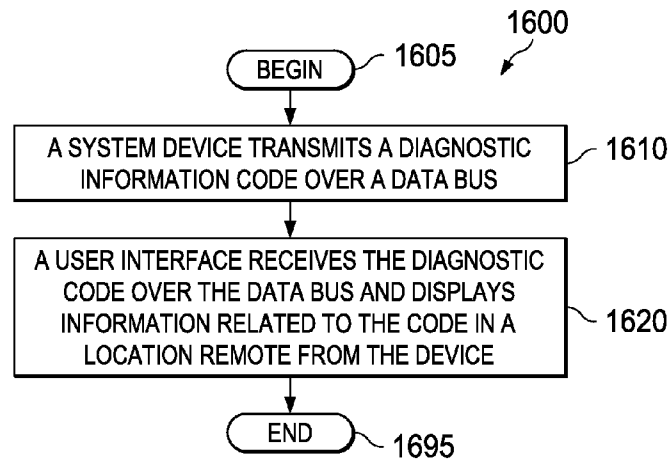 1600
BEGIN
1605
A SYSTEM DEVICE TRANSMITS A DIAGNOSTIC
INFORMATION CODE OVER A DATA BUS
1610
A USER INTERFACE RECEIVES THE DIAGNOSTIC
CODE OVER THE DATA BUS AND DISPLAYS
INFORMATION RELATED TO THE CODE IN A
LOCATION REMOTE FROM THE DEVICE
1620
END
1695